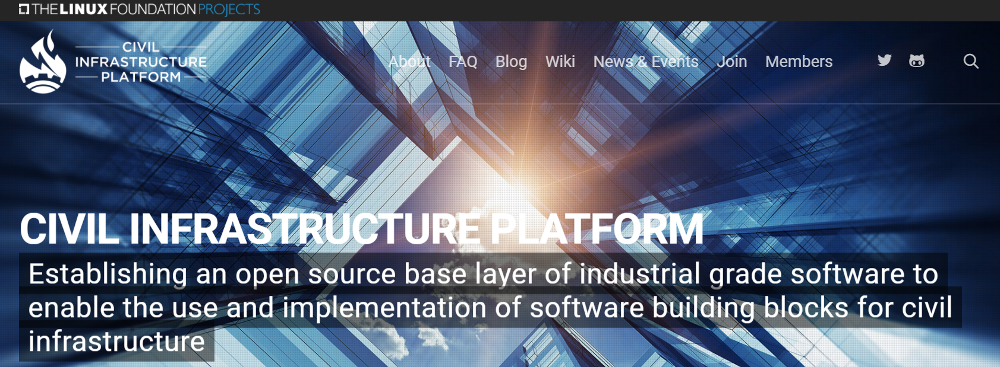 THE LINUX FOUNDATION PROJECTS
CIVIL
INFRASTRUCTURE
PLATFORM
About FAQ Blog Wiki News & Events Join Members
CIVIL INFRASTRUCTURE PLATFORM
Establishing an open source base layer of industrial grade software to
enable the use and implementation of software building blocks for civil
infrastructure